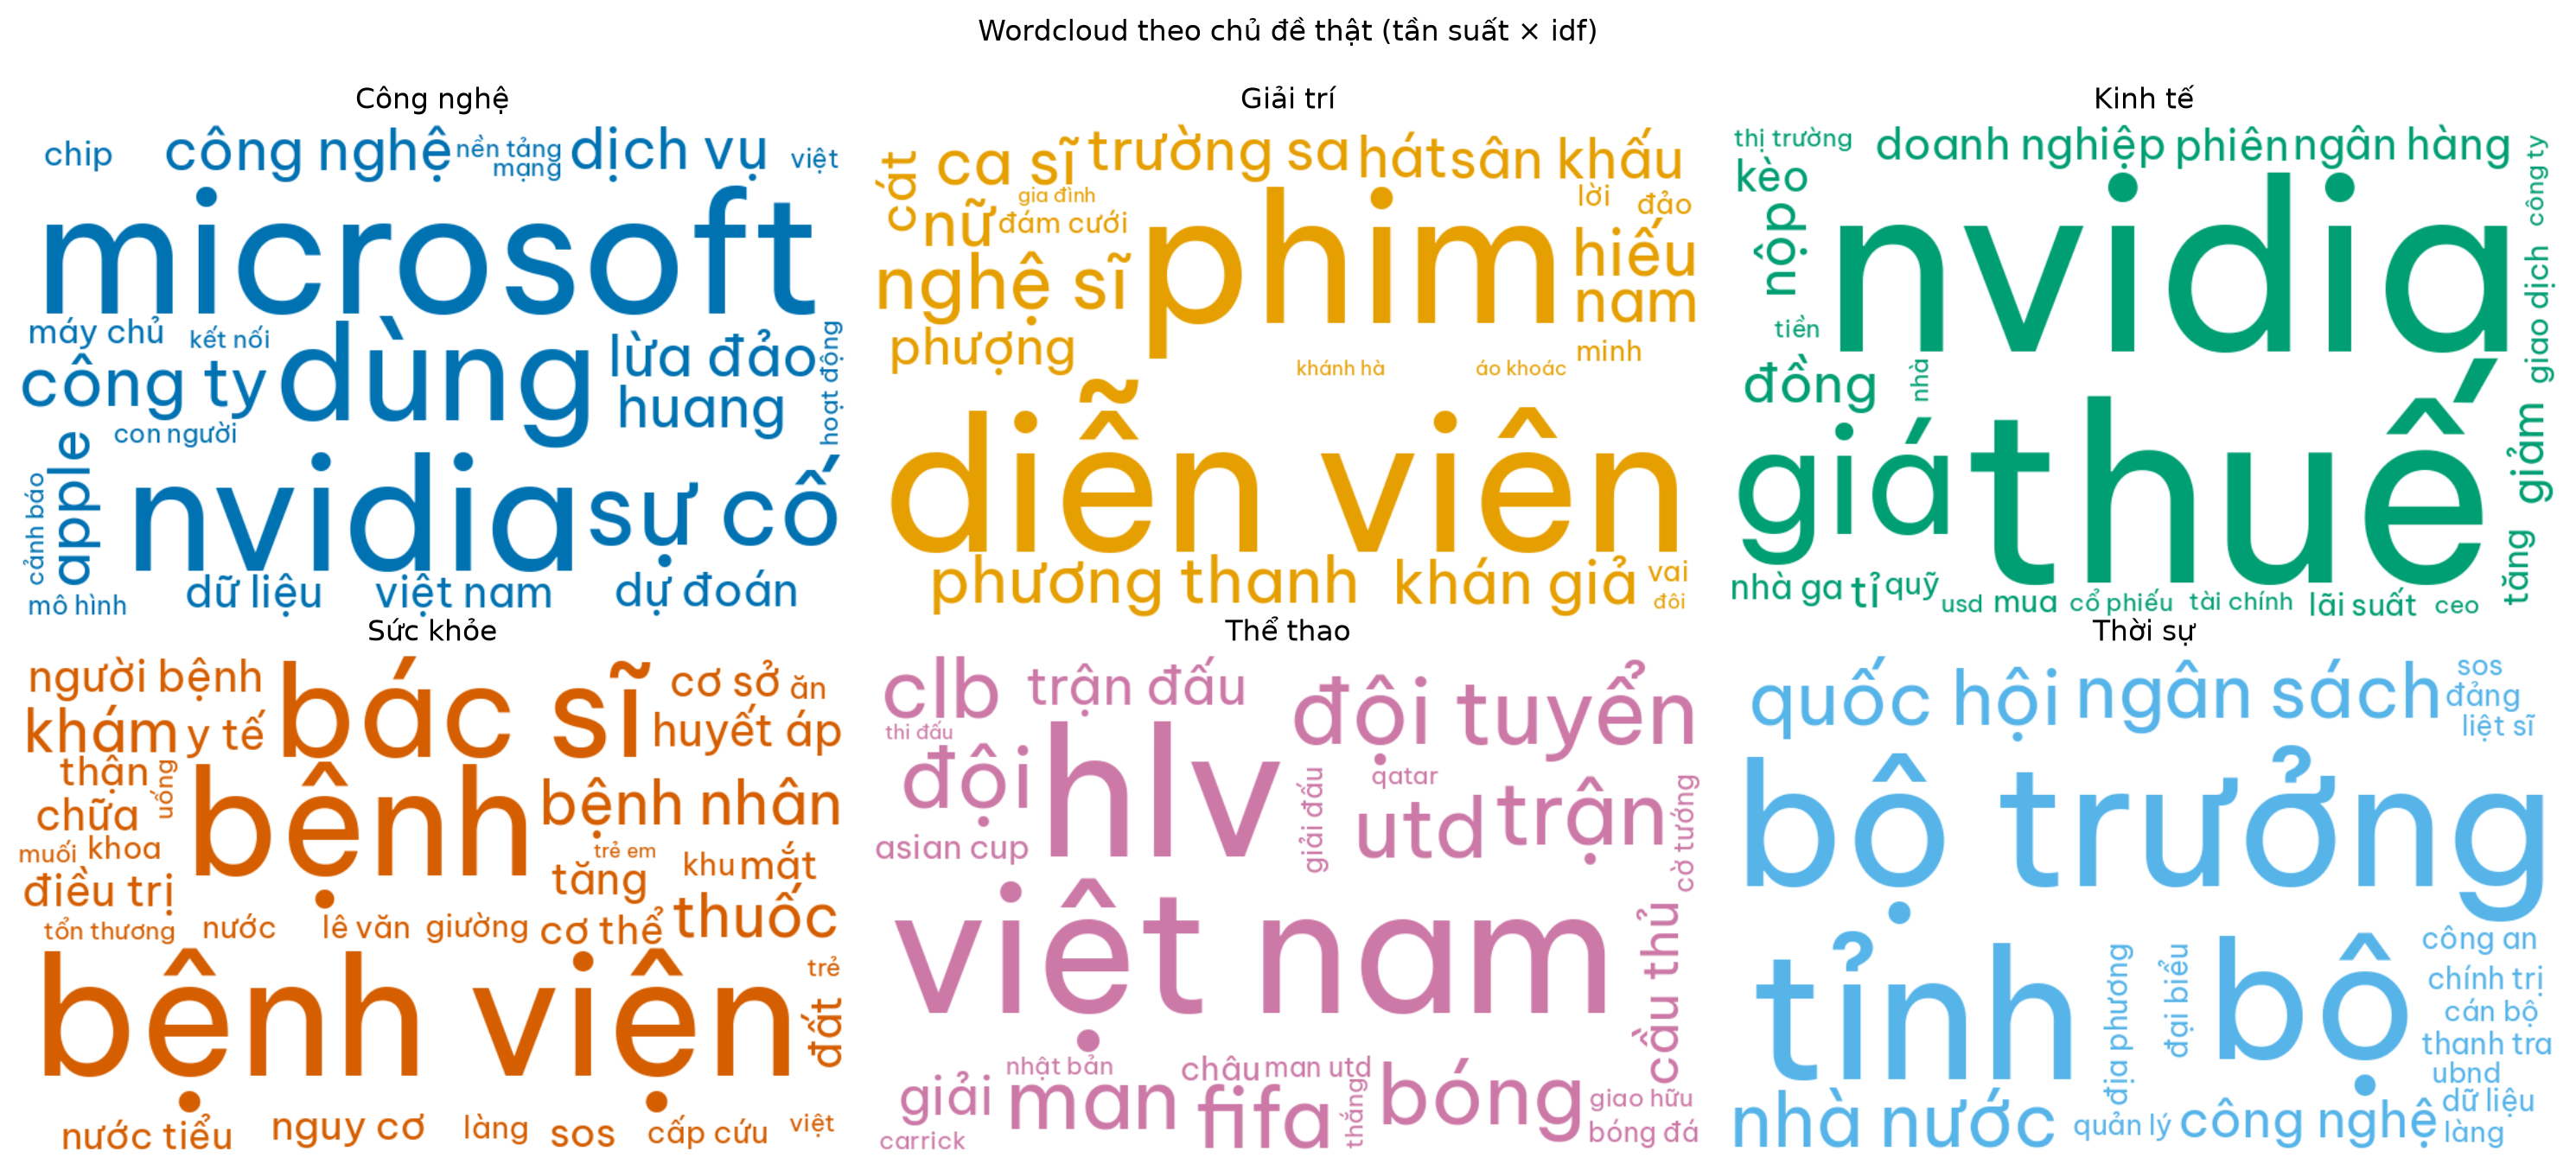 Wordcloud theo chủ đề thật (tần suất × idf)
Công nghệ
chip
công nghệ
nền tảng
mạng
dịch vụ
việt
microsoft
máy chủ
kết nối
dùng
lừa đảo
công ty
huang
hoạt động
con người
apple
cảnh báo
nvidia
sự cố
mô hình
dữ liệu
việt nam
dự đoán
Giải trí
cát
ca sĩ
trường sa
hát
sân khấu
gia đình
lời
đảo
nữ
đám cưới
phim
hiếu
nghệ sĩ
nam
phượng
khánh hà
áo khoác
minh
diễn viên
phương thanh
khán giả
vai
đôi
Kinh tế
thị trường
doanh nghiệp
phiên
ngân hàng
công ty
kèo
nvidia
nộp
tiền
giao dịch
đồng
nhà
giá
thuế
giảm
tăng
nhà ga
tỉ
quỹ
usd
mua
cổ phiếu
tài chính
lãi suất
ceo
Sức khỏe
người bệnh
bác sĩ
cơ sở
ăn
khám
y tế
huyết áp
thận
uống
bệnh
bệnh nhân
chữa
muối
khoa
trẻ em
khu
mắt
điều trị
tăng
thuốc
tổn thương
nước
lê văn
giường
cơ thể
bệnh viện
trẻ
đất
nước tiểu
nguy cơ
làng
sos
cấp cứu
việt
Thể thao
clb
trận đấu
đội tuyển
thi đấu
đội
hlv
giải đấu
qatar
utd
trận
cờ tướng
asian cup
việt nam
cầu thủ
giải
nhật bản
man
châu
man utd
fifa
thắng
bóng
giao hữu
carrick
bóng đá
Thời sự
quốc hội
ngân sách
sos
đảng
liệt sĩ
bộ trưởng
tỉnh
địa phương
đại biểu
bộ
công an
chính trị
cán bộ
thanh tra
ubnd
nhà nước
quản lý
công nghệ
dữ liệu
làng